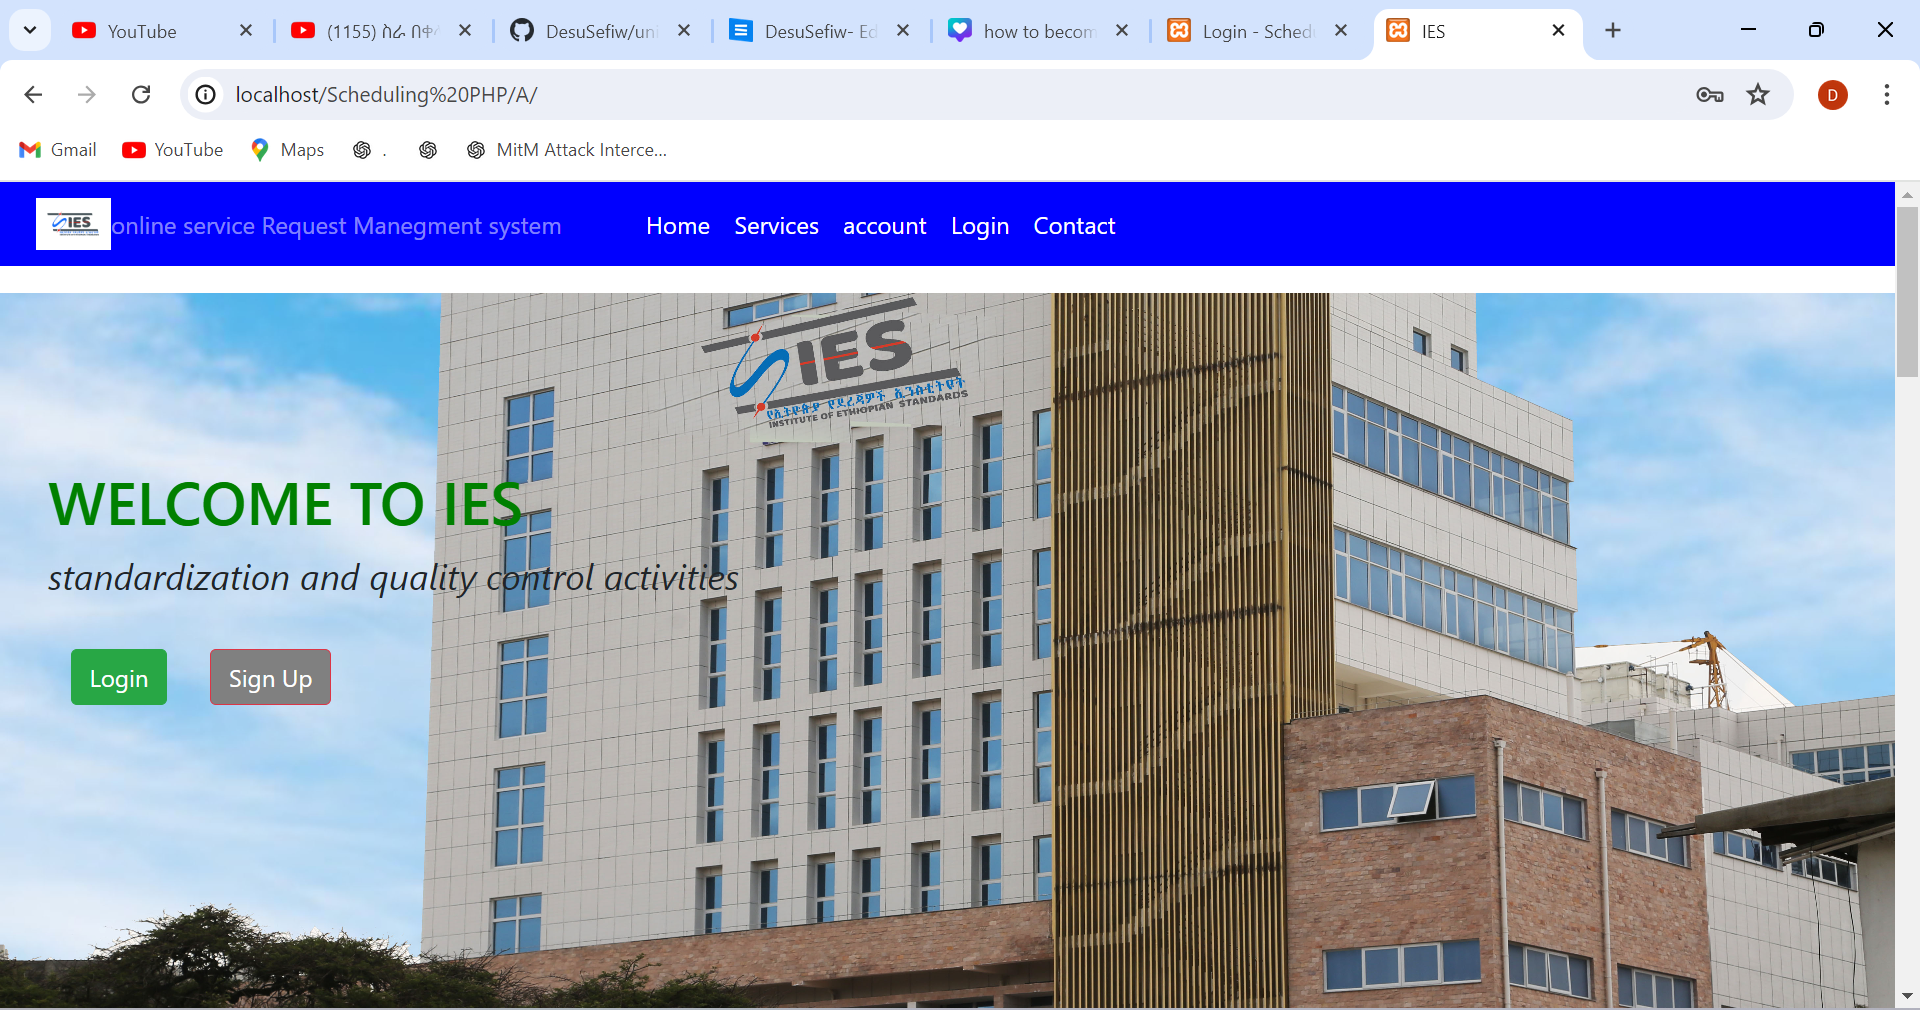 YouTube
(1155) ስራ በቀ
DesuSefiw/uni
DesuSefiw- Ed
how to becom
Login - Sched
IES
localhost/Scheduling%20PHP/A/
D
Gmail
YouTube
Maps
.
MitM Attack Interce...
IES
online service Request Manegment system
Home
Services
account
Login
Contact
IES
የኢትዮጵያ የደረጃዎች ኢንስቲትዩት
INSTITUTE OF ETHIOPIAN STANDARDS
WELCOME TO IES
standardization and quality control activities
Login
Sign Up